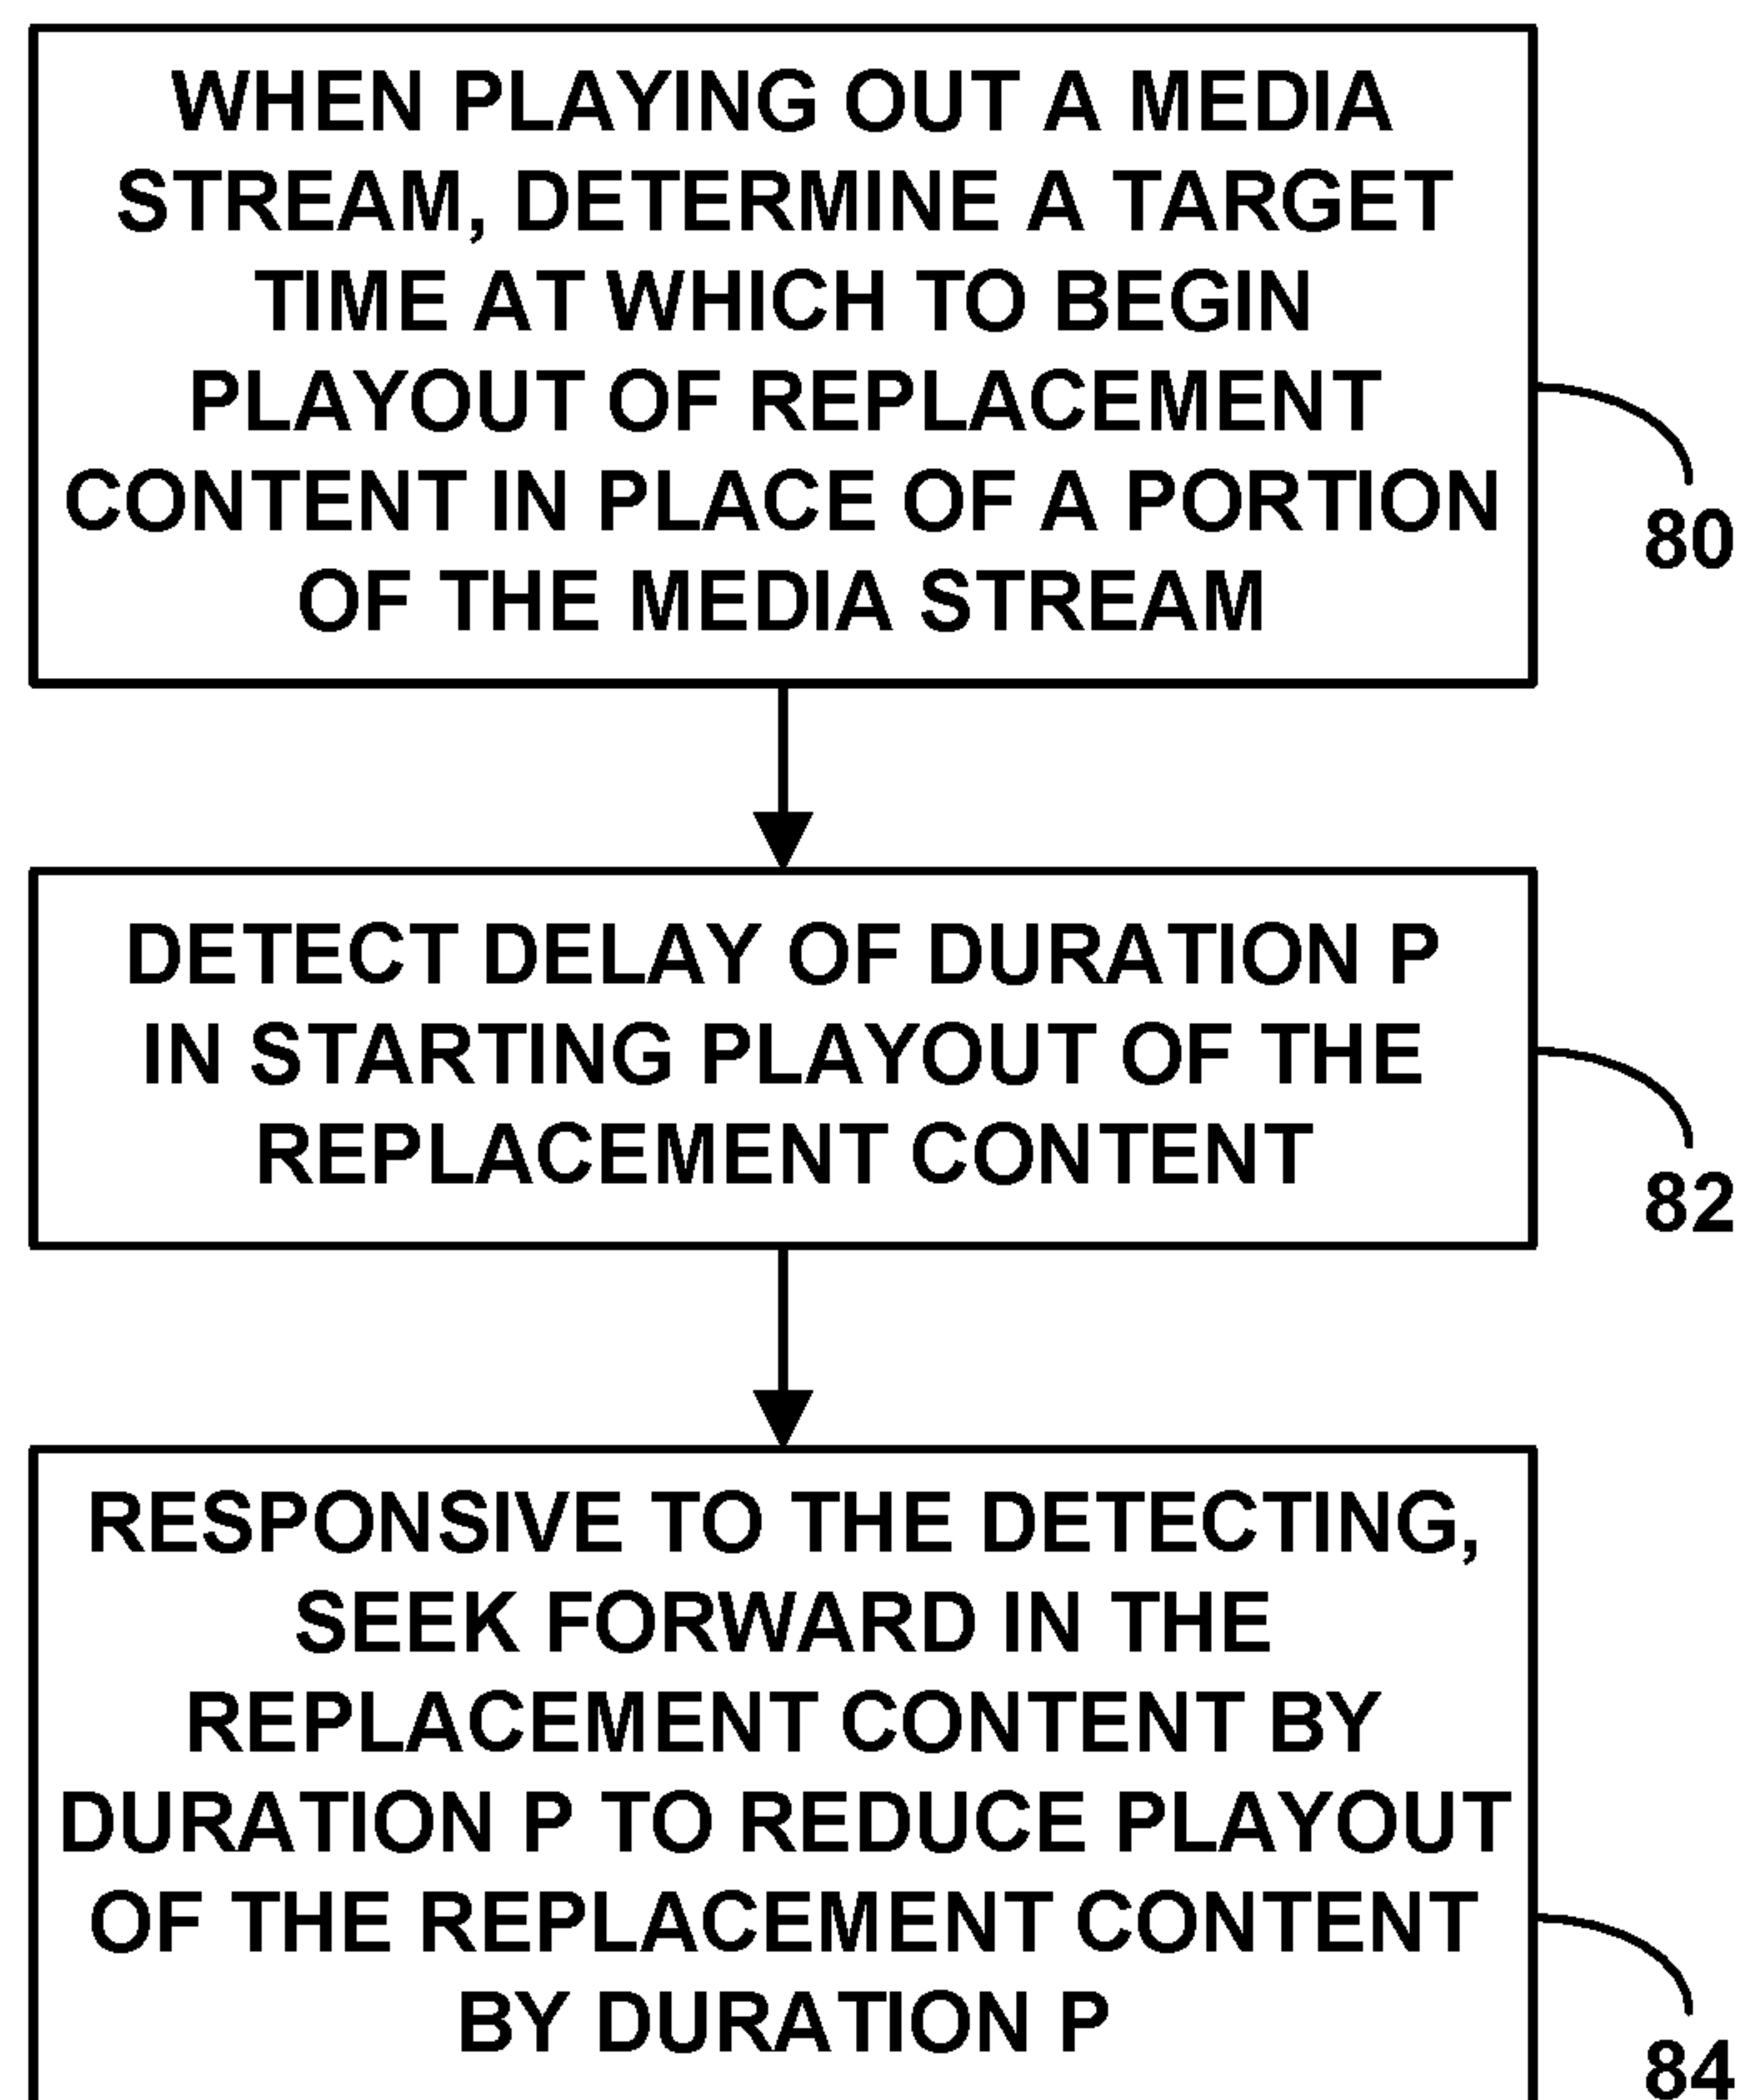 WHEN PLAYING OUT A MEDIA
STREAM, DETERMINE A TARGET
TIME AT WHICH TO BEGIN
PLAYOUT OF REPLACEMENT
CONTENT IN PLACE OF A PORTION
OF THE MEDIA STREAM
80
DETECT DELAY OF DURATION P
IN STARTING PLAYOUT OF THE
REPLACEMENT CONTENT
82
RESPONSIVE TO THE DETECTING,
SEEK FORWARD IN THE
REPLACEMENT CONTENT BY
DURATION P TO REDUCE PLAYOUT
OF THE REPLACEMENT CONTENT
BY DURATION P
84